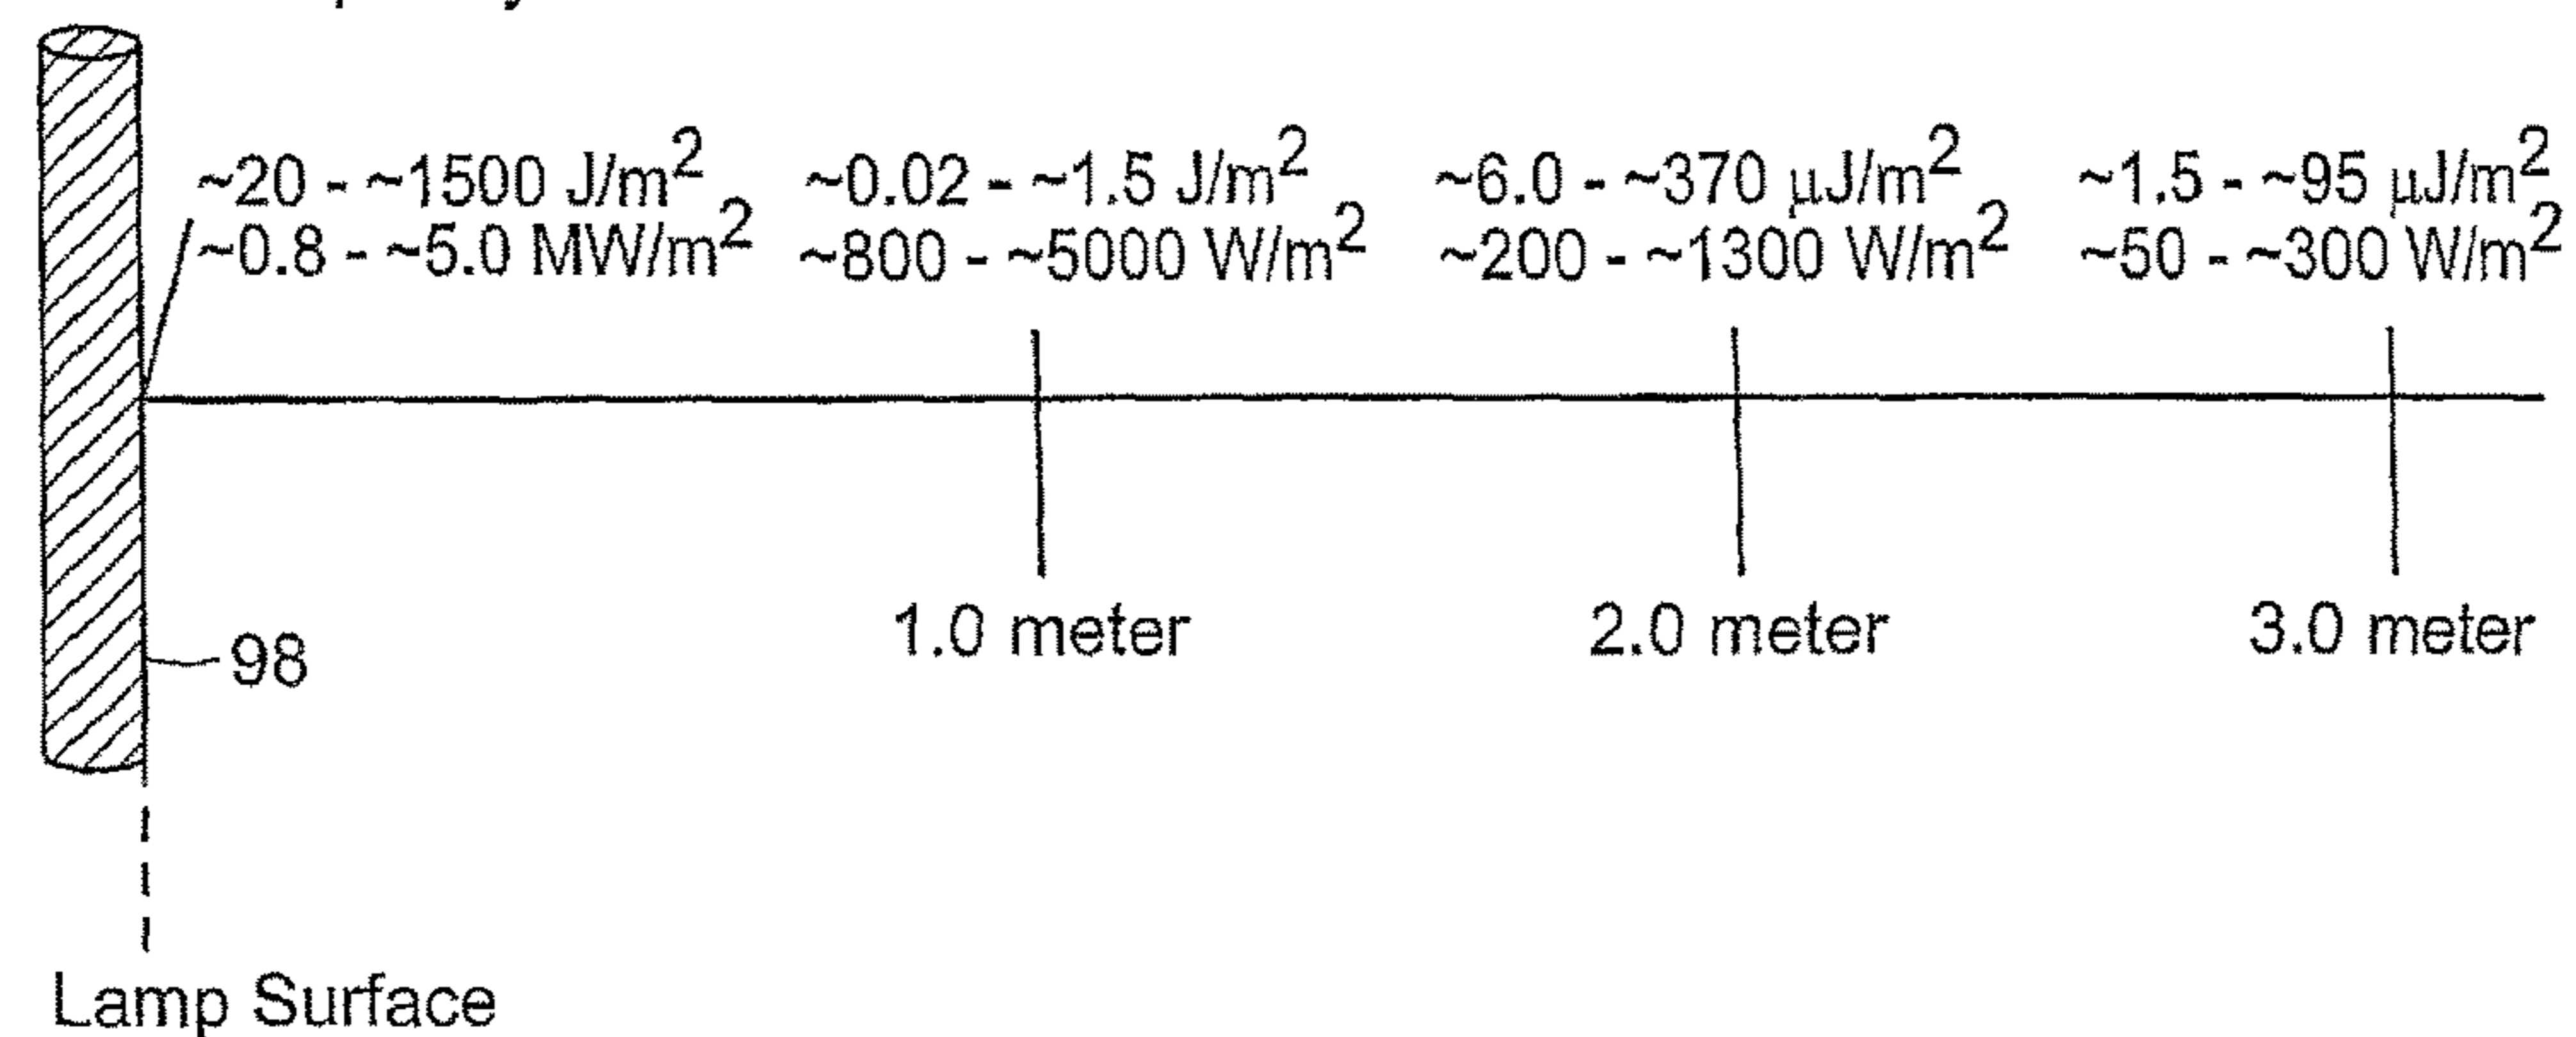 ~20 - ~1500 J/m²
~0.8 - ~5.0 MW/m²
~0.02 - ~1.5 J/m²
~800 - ~5000 W/m²
~6.0 - ~370 µJ/m²
~200 - ~1300 W/m²
~1.5 - ~95 µJ/m²
~50 - ~300 W/m²
1.0 meter
2.0 meter
3.0 meter
98
Lamp Surface